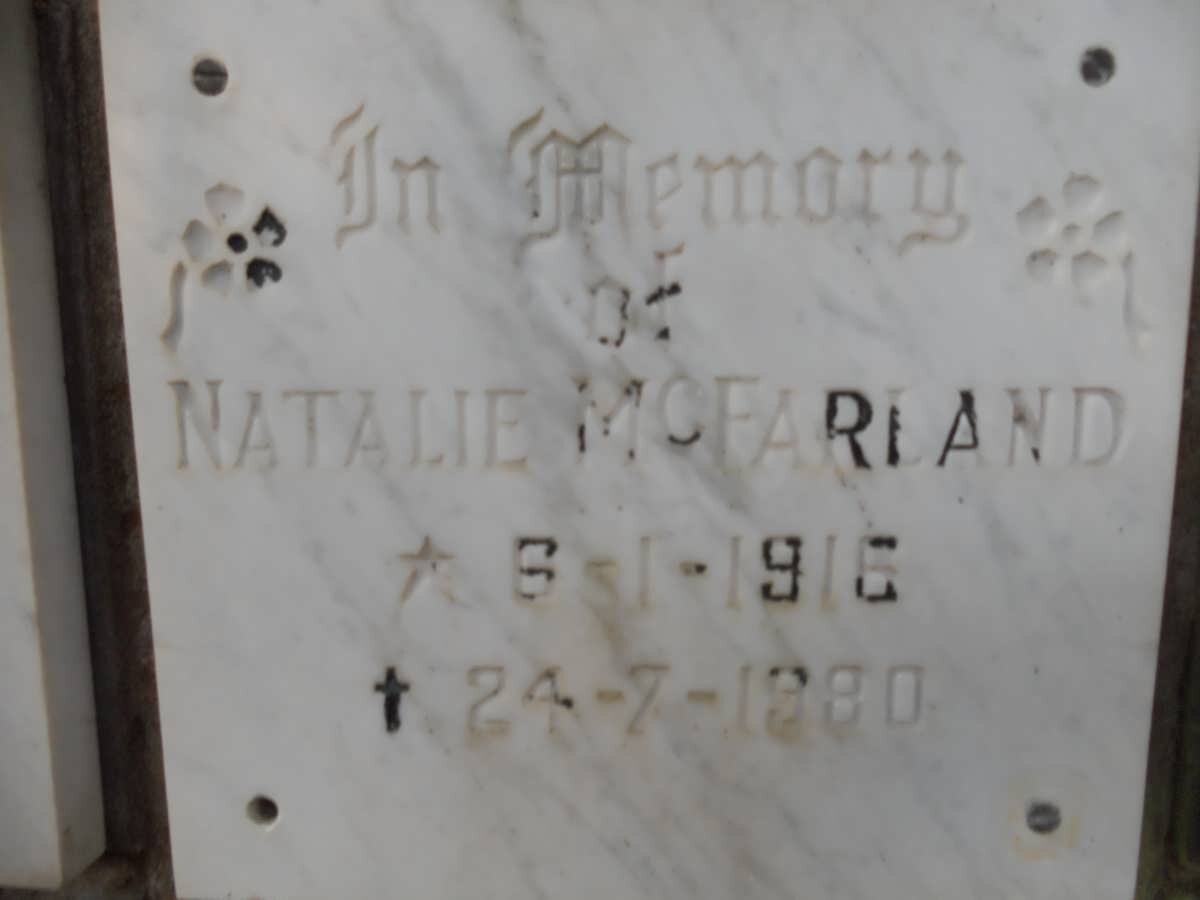 In Memory
of
NATALIE McFARLAND
★ 6-1-1916
✝ 24-7-1980